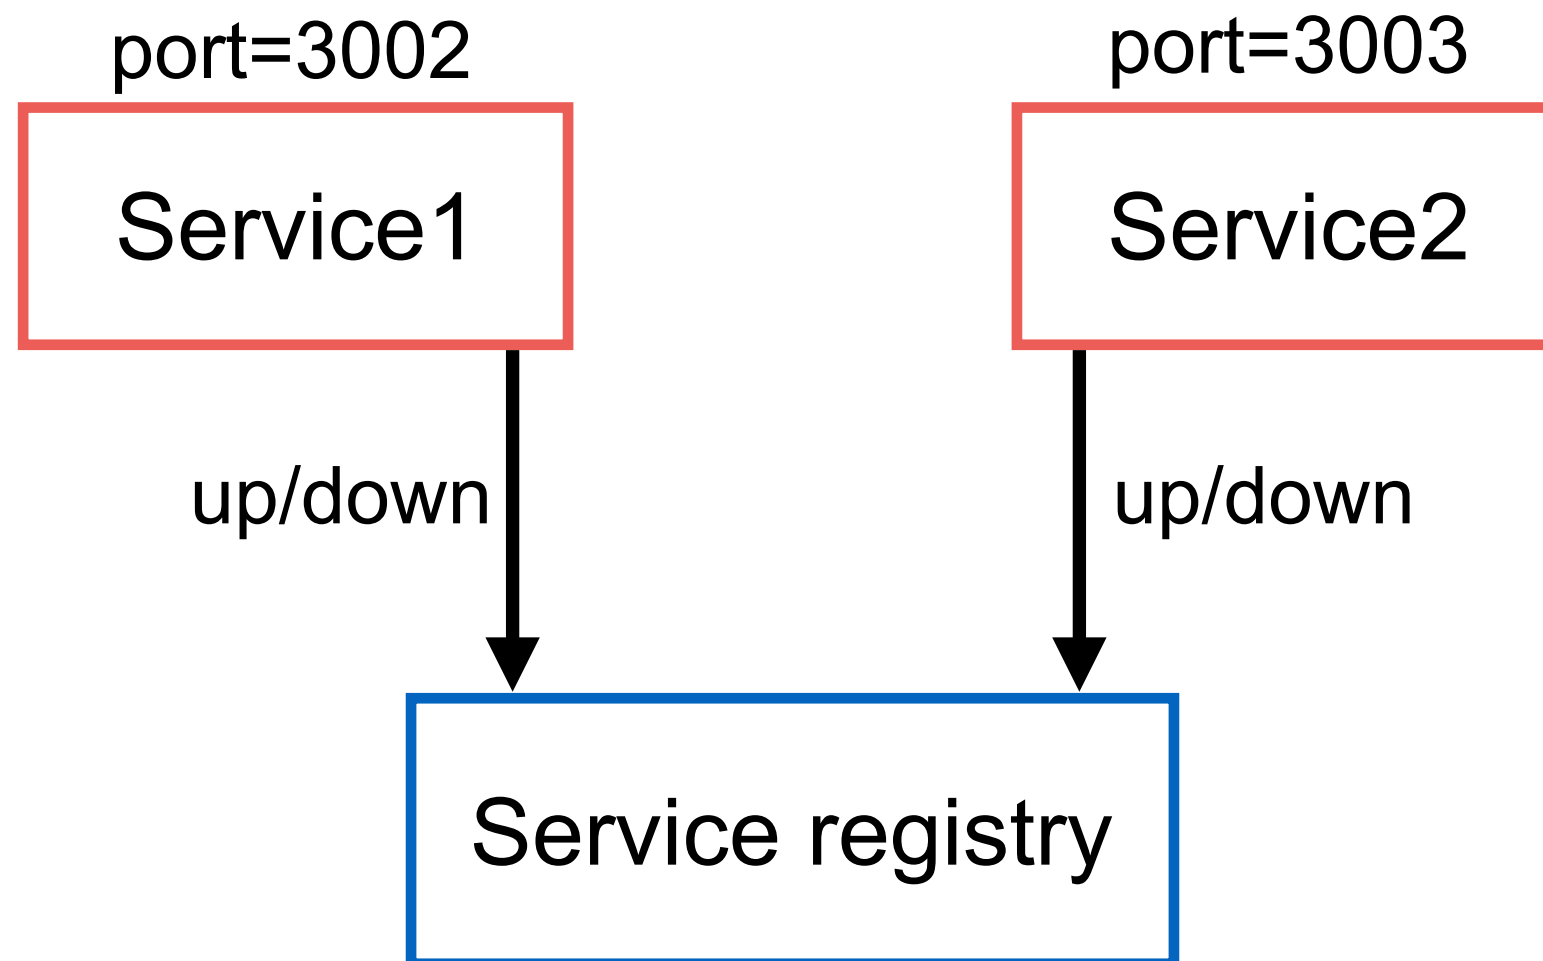 port=3002
port=3003
Service1
Service2
up/down
up/down
Service registry